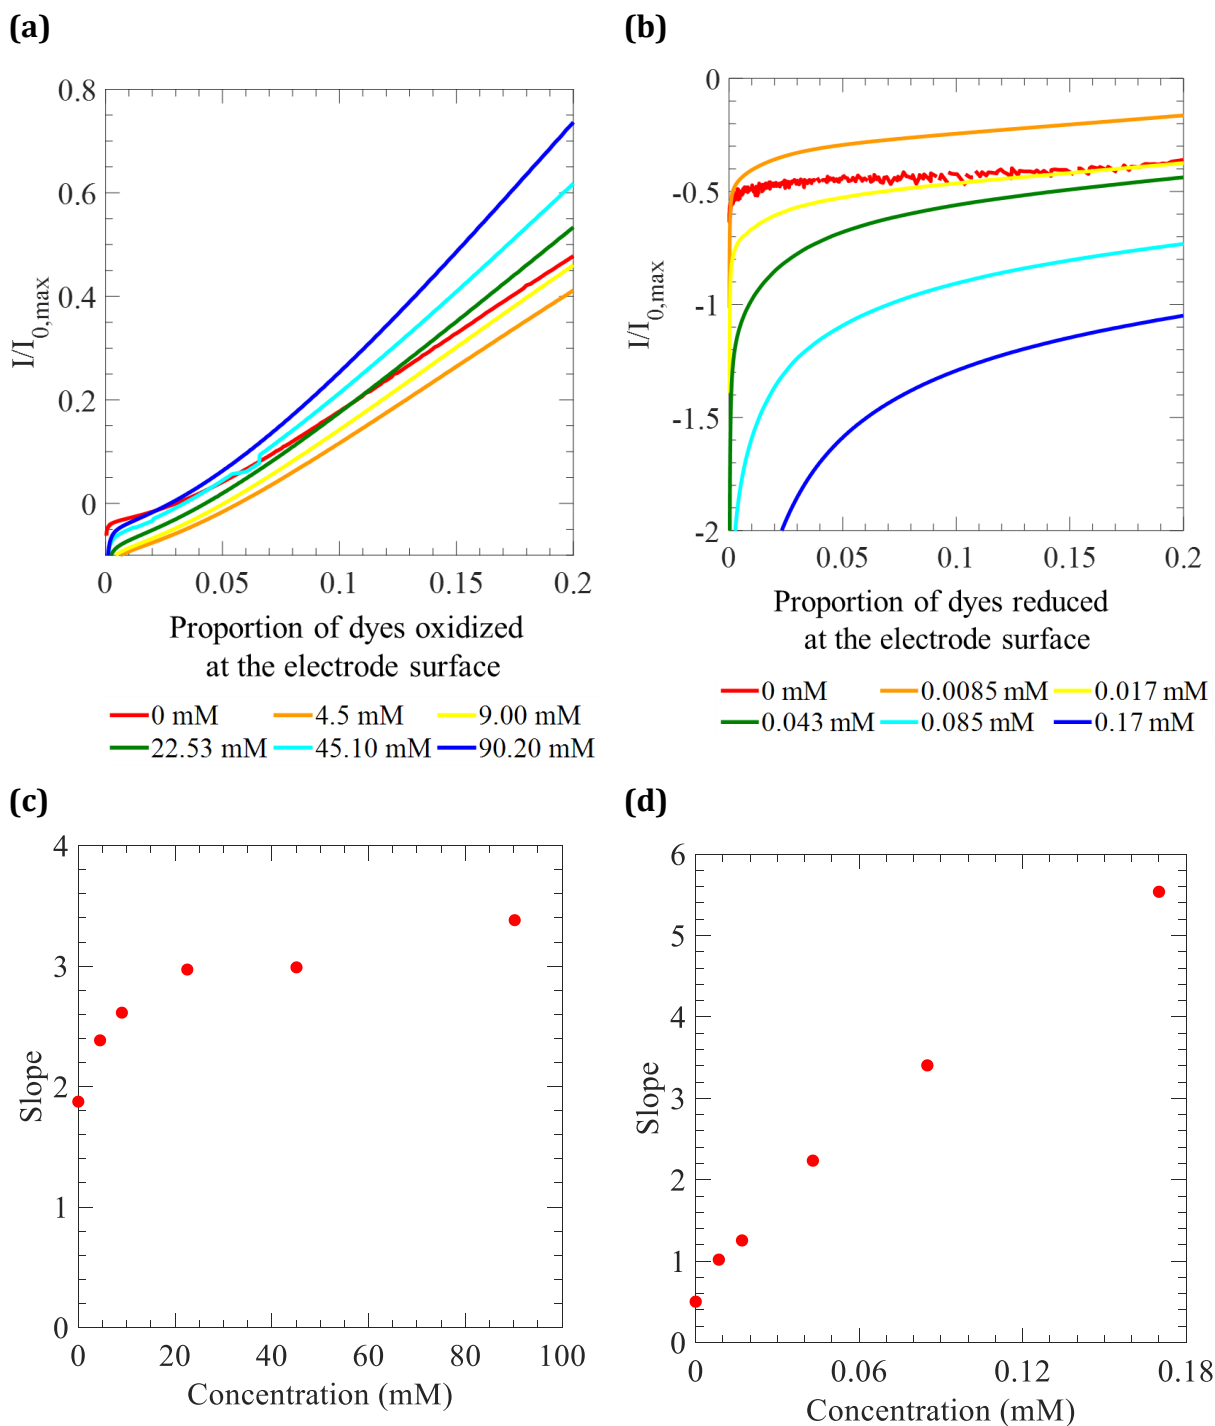 (a)
0.8
0.6
0.4
0.2
0
I/I0,max
0 0.05 0.1 0.15 0.2
Proportion of dyes oxidized
at the electrode surface
0 mM 4.5 mM 9.00 mM
22.53 mM 45.10 mM 90.20 mM
(b)
0
-0.5
-1
-1.5
-2
I/I0,max
0 0.05 0.1 0.15 0.2
Proportion of dyes reduced
at the electrode surface
0 mM 0.0085 mM 0.017 mM
0.043 mM 0.085 mM 0.17 mM
(c)
4
3
2
1
0
Slope
0 20 40 60 80 100
Concentration (mM)
(d)
6
5
4
3
2
1
0
Slope
0 0.06 0.12 0.18
Concentration (mM)